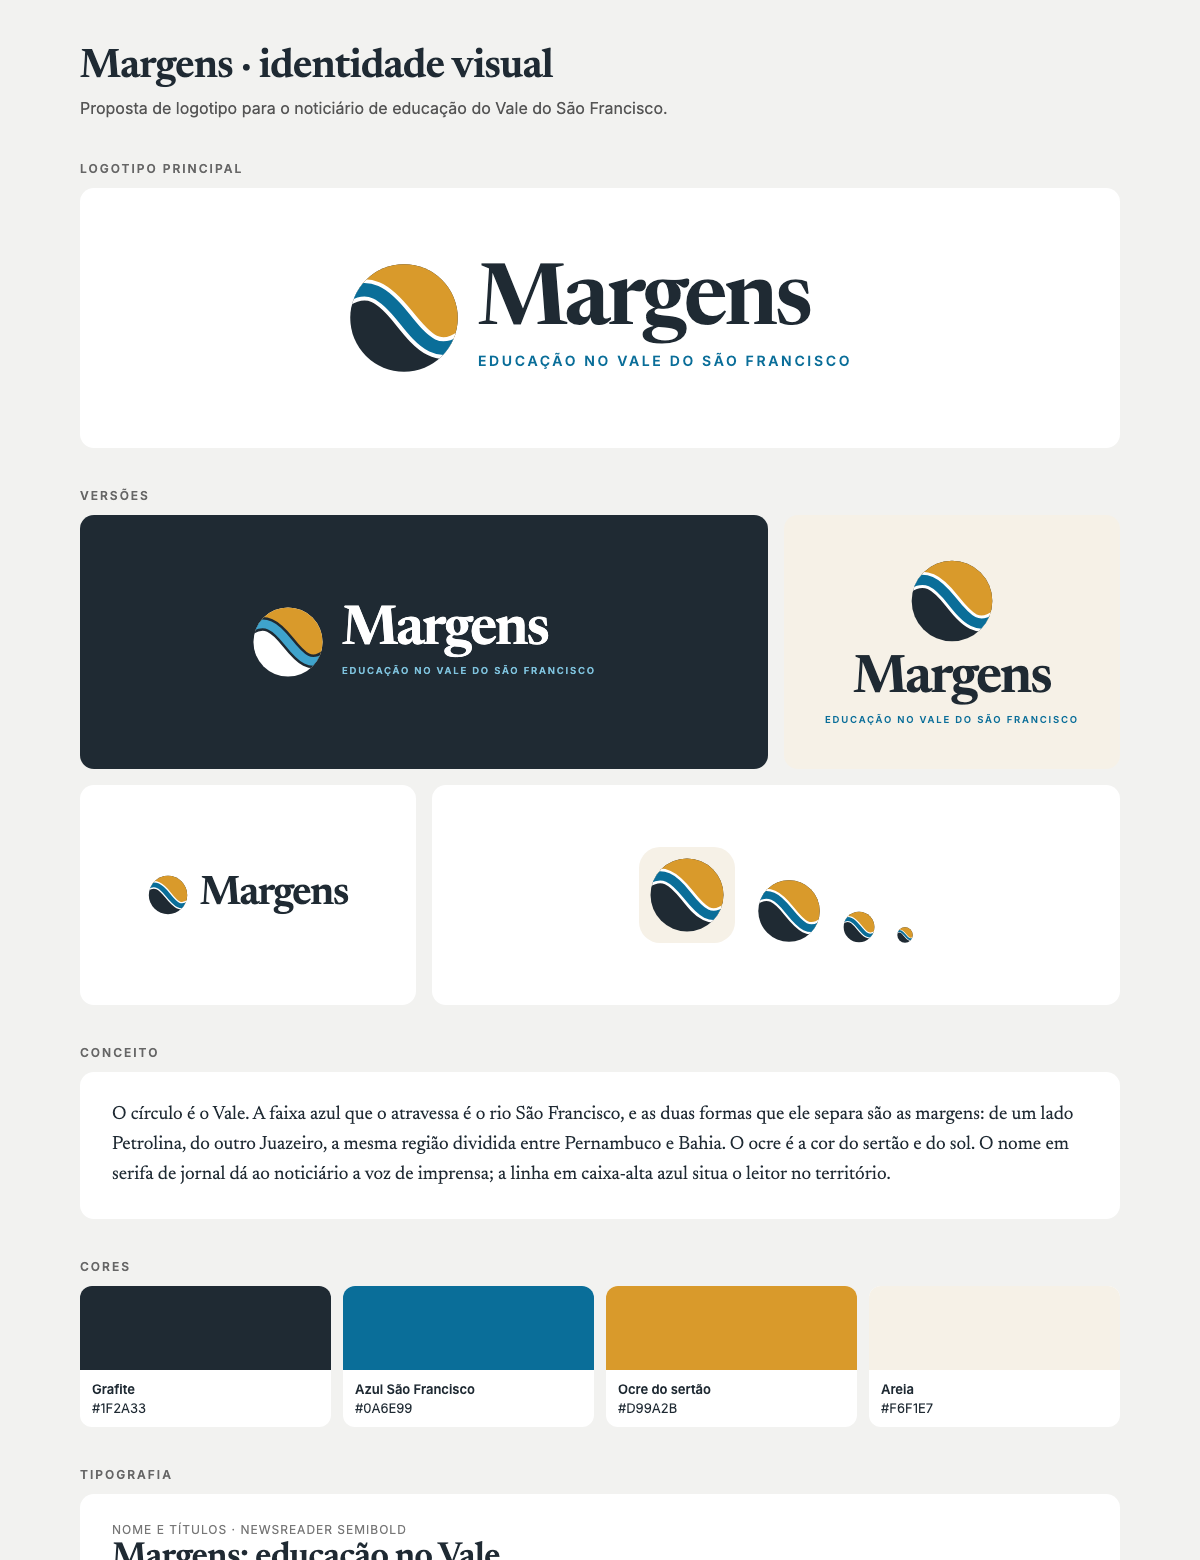 Margens · identidade visual
Proposta de logotipo para o noticiário de educação do Vale do São Francisco.
LOGOTIPO PRINCIPAL
Margens
EDUCAÇÃO NO VALE DO SÃO FRANCISCO
VERSÕES
Margens
EDUCAÇÃO NO VALE DO SÃO FRANCISCO
Margens
EDUCAÇÃO NO VALE DO SÃO FRANCISCO
Margens
CONCEITO
O círculo é o Vale. A faixa azul que o atravessa é o rio São Francisco, e as duas formas que ele separa são as margens: de um lado
Petrolina, do outro Juazeiro, a mesma região dividida entre Pernambuco e Bahia. O ocre é a cor do sertão e do sol. O nome em
serifa de jornal dá ao noticiário a voz de imprensa; a linha em caixa-alta azul situa o leitor no território.
CORES
Grafite
#1F2A33
Azul São Francisco
#0A6E99
Ocre do sertão
#D99A2B
Areia
#F6F1E7
TIPOGRAFIA
NOME E TÍTULOS · NEWSREADER SEMIBOLD
Margens: educação no Vale